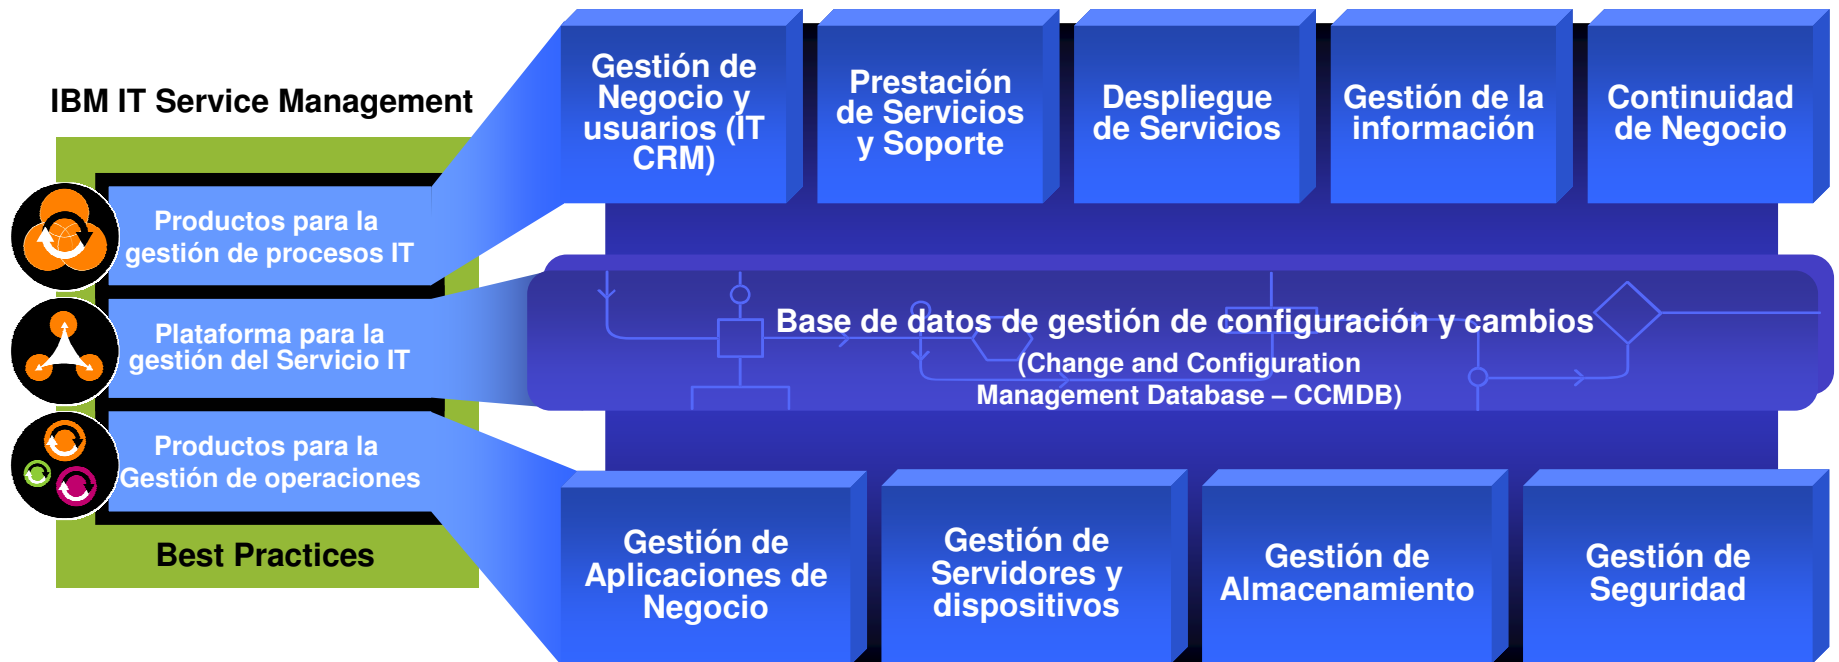 IBM IT Service Management
Productos para la
gestión de procesos IT
Plataforma para la
gestión del Servicio IT
Productos para la
Gestión de operaciones
Best Practices
Gestión de
Negocio y
usuarios (IT
CRM)
Prestación
de Servicios
y Soporte
Despliegue
de Servicios
Gestión de la
información
Continuidad
de Negocio
Base de datos de gestión de configuración y cambios
(Change and Configuration
Management Database – CCMDB)
Gestión de
Aplicaciones de
Negocio
Gestión de
Servidores y
dispositivos
Gestión de
Almacenamiento
Gestión de
Seguridad